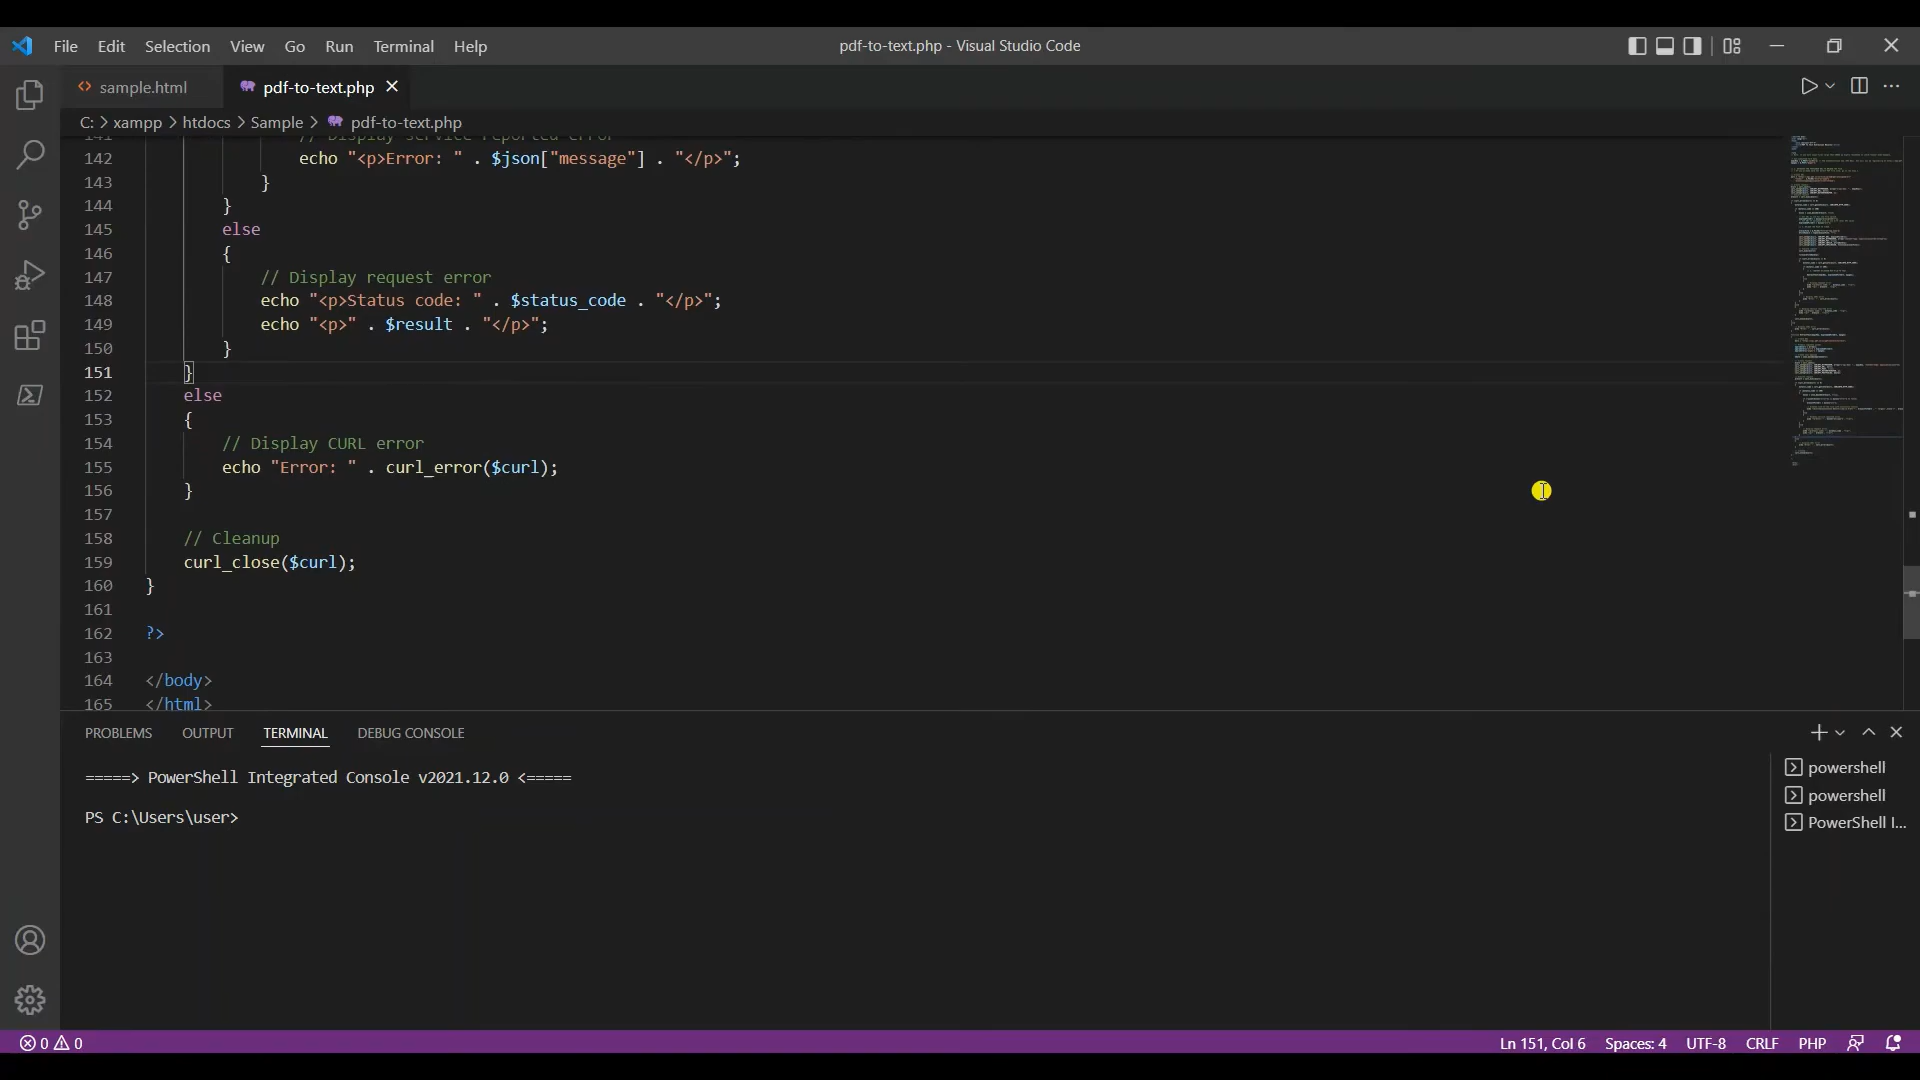 File Edit Selection View Go Run Terminal Help
pdf-to-text.php - Visual Studio Code
sample.html
pdf-to-text.php
C: > xampp > htdocs > Sample > pdf-to-text.php
141 // Display service reported error
142 echo "<p>Error: " . $json["message"] . "</p>";
143 }
144 }
145 else
146 {
147 // Display request error
148 echo "<p>Status code: " . $status_code . "</p>";
149 echo "<p>" . $result . "</p>";
150 }
151 }
152 else
153 {
154 // Display CURL error
155 echo "Error: " . curl_error($curl);
156 }
157
158 // Cleanup
159 curl_close($curl);
160 }
161
162 ?>
163
164 </body>
165 </html>
PROBLEMS OUTPUT TERMINAL DEBUG CONSOLE
=====> PowerShell Integrated Console v2021.12.0 <=====
PS C:\Users\user>
powershell
powershell
PowerShell I...
0 0
Ln 151, Col 6 Spaces: 4 UTF-8 CRLF PHP